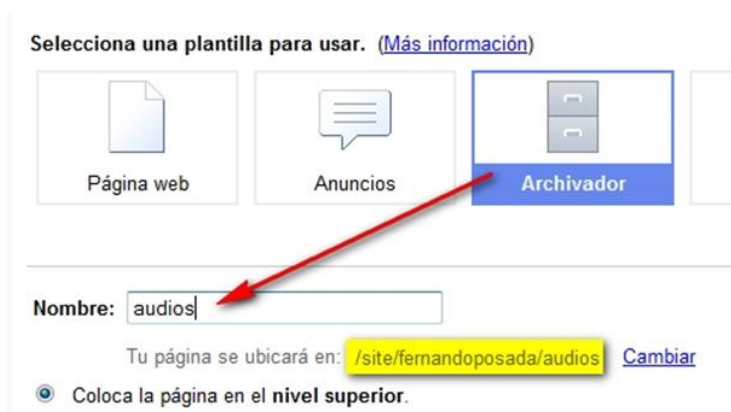 Selecciona una plantilla para usar. (Más información)
Página web
Anuncios
Archivador
Nombre: audios
Tu página se ubicará en: /site/fernandoposada/audios Cambiar
Coloca la página en el nivel superior.